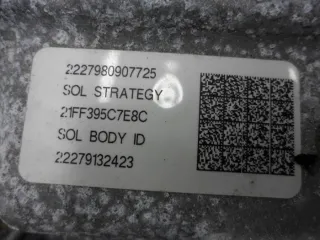 2227980907725
SOL STRATEGY
21FF395C7E8C
SOL BODY ID
22279132423